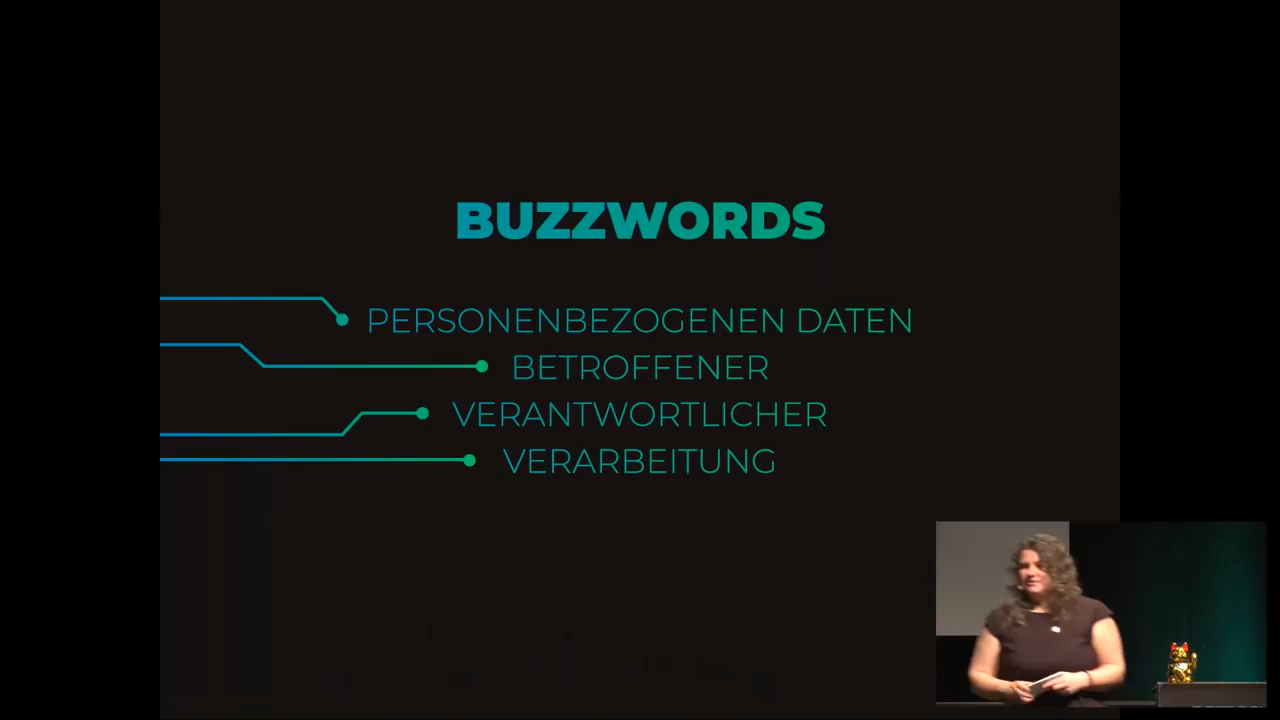 BUZZWORDS
PERSONENBEZOGENEN DATEN
BETROFFENER
VERANTWORTLICHER
VERARBEITUNG